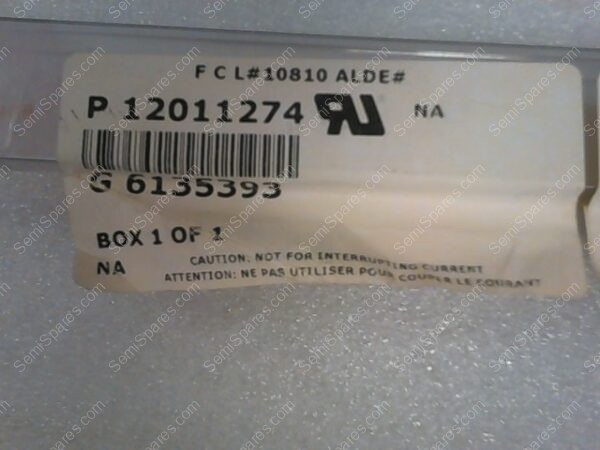 F C L#10810 ALDE#
P 12011274 RU NA
G 6135393
BOX 1 OF 1
NA
CAUTION: NOT FOR INTERRUPTING CURRENT
ATTENTION: NE PAS UTILISER POUR COUPER LE COURANT
SemiSpares.com